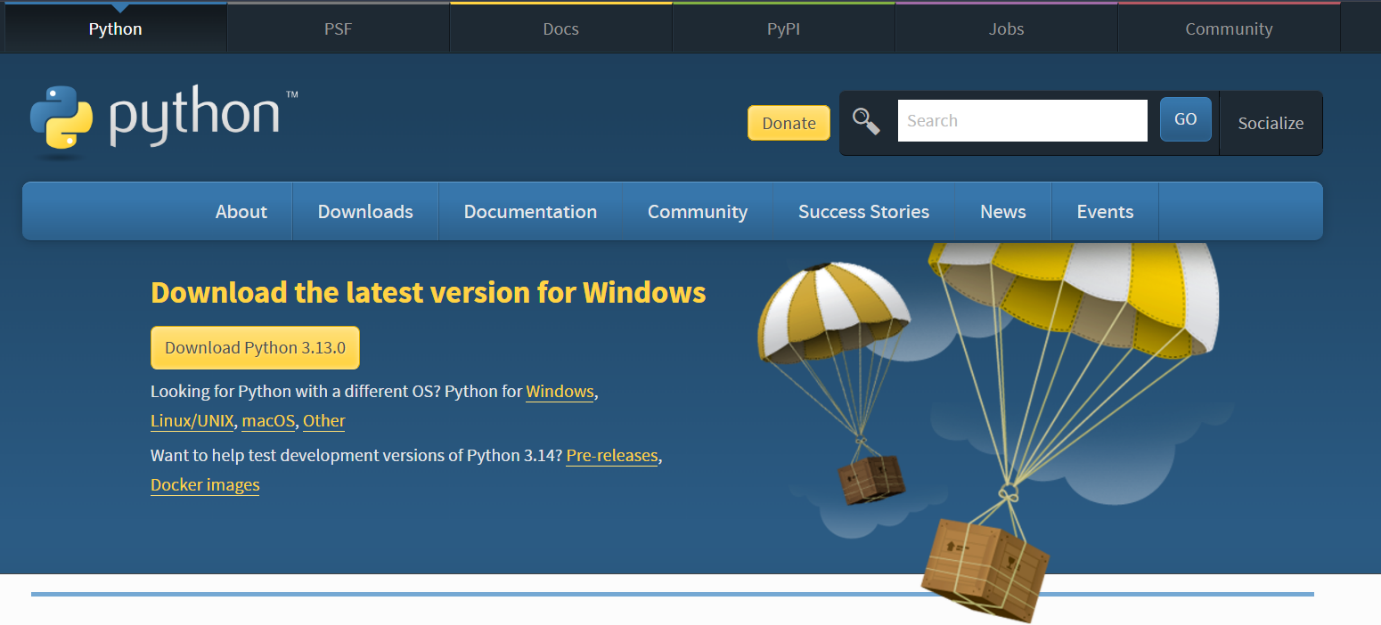 Python PSF Docs PyPI Jobs Community
python™
Donate Search GO Socialize
About Downloads Documentation Community Success Stories News Events
Download the latest version for Windows
Download Python 3.13.0
Looking for Python with a different OS? Python for Windows,
Linux/UNIX, macOS, Other
Want to help test development versions of Python 3.14? Pre-releases,
Docker images